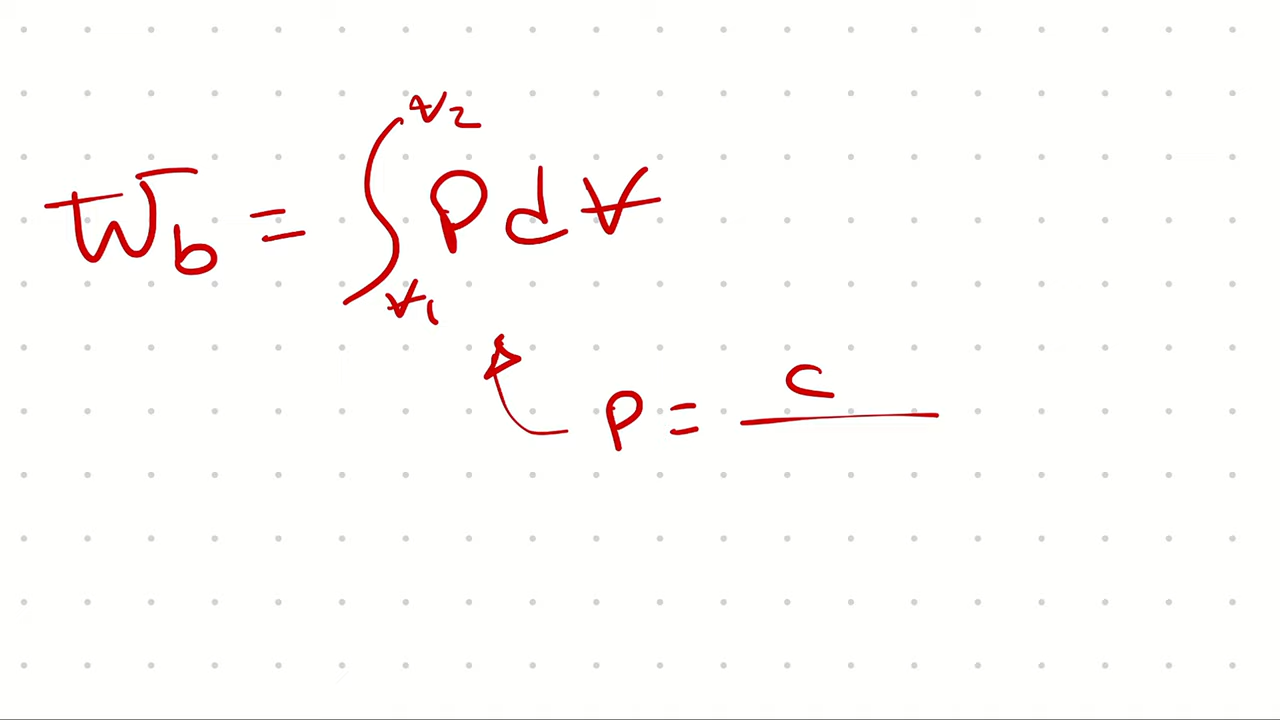 W_b = ∫_{V₁}^{V₂} P dV
P = C /